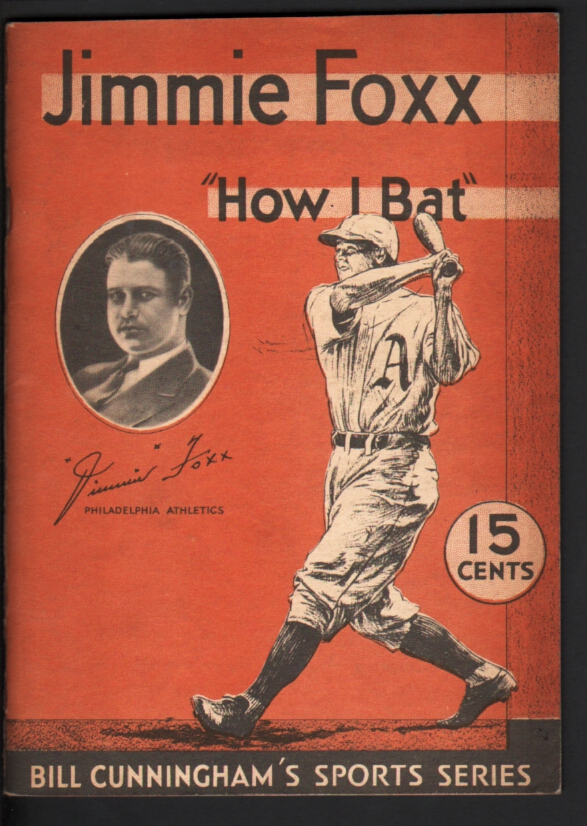 Jimmie Foxx
"How I Bat"
A
"Jimmie" Foxx
PHILADELPHIA ATHLETICS
15
CENTS
BILL CUNNINGHAM'S SPORTS SERIES